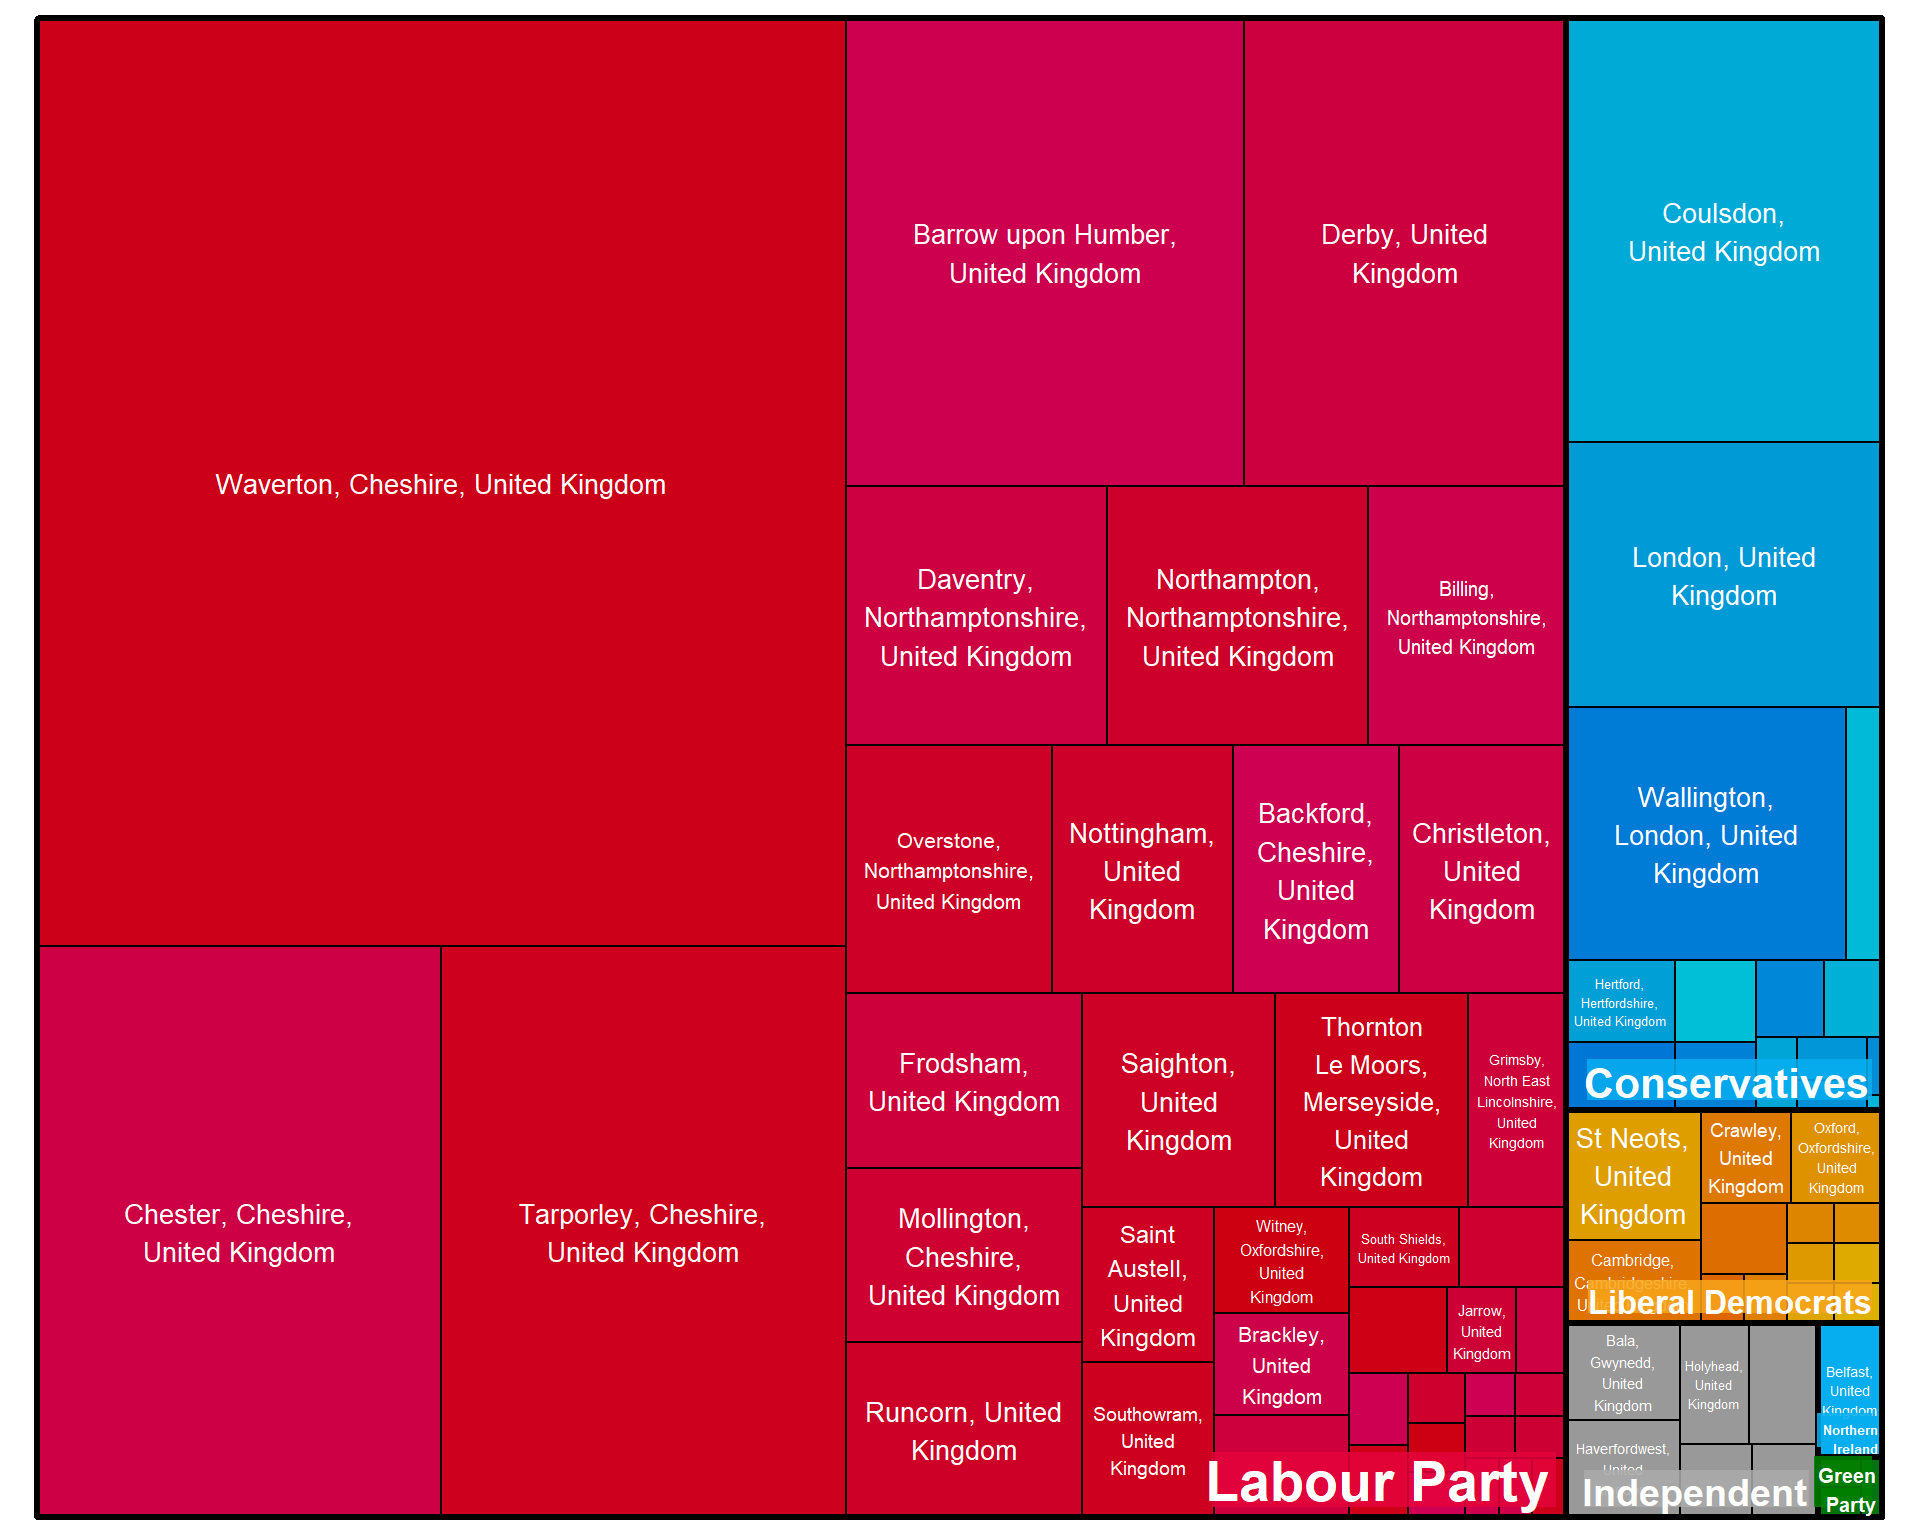 Waverton, Cheshire, United Kingdom
Chester, Cheshire,
United Kingdom
Tarporley, Cheshire,
United Kingdom
Barrow upon Humber,
United Kingdom
Derby, United
Kingdom
Daventry,
Northamptonshire,
United Kingdom
Northampton,
Northamptonshire,
United Kingdom
Billing,
Northamptonshire,
United Kingdom
Overstone,
Northamptonshire,
United Kingdom
Nottingham,
United
Kingdom
Backford,
Cheshire,
United
Kingdom
Christleton,
United
Kingdom
Frodsham,
United Kingdom
Mollington,
Cheshire,
United Kingdom
Runcorn, United
Kingdom
Saighton,
United
Kingdom
Thornton
Le Moors,
Merseyside,
United
Kingdom
Grimsby,
North East
Lincolnshire,
United
Kingdom
Saint
Austell,
United
Kingdom
Southowram,
United
Kingdom
Witney,
Oxfordshire,
United
Kingdom
Brackley,
United
Kingdom
South Shields,
United Kingdom
Jarrow,
United
Kingdom
Labour Party
Coulsdon,
United Kingdom
London, United
Kingdom
Wallington,
London, United
Kingdom
Hertford,
Hertfordshire,
United Kingdom
Conservatives
St Neots,
United
Kingdom
Crawley,
United
Kingdom
Oxford,
Oxfordshire,
United
Kingdom
Cambridge,
Cambridgeshire
Liberal Democrats
Bala,
Gwynedd,
United
Kingdom
Holyhead,
United
Kingdom
Haverfordwest,
United
Independent
Belfast,
United
Kingdom
Northern
Ireland
Green
Party